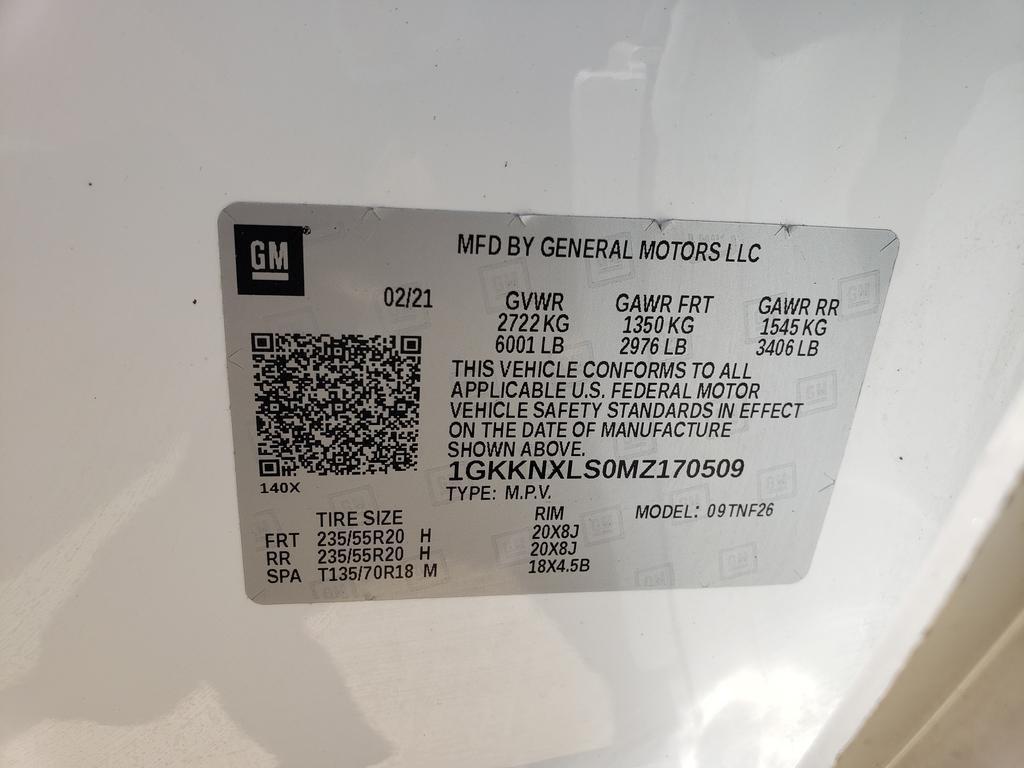 GM
MFD BY GENERAL MOTORS LLC
02/21
GVWR GAWR FRT GAWR RR
2722 KG 1350 KG 1545 KG
6001 LB 2976 LB 3406 LB
THIS VEHICLE CONFORMS TO ALL
APPLICABLE U.S. FEDERAL MOTOR
VEHICLE SAFETY STANDARDS IN EFFECT
ON THE DATE OF MANUFACTURE
SHOWN ABOVE.
1GKKNXLS0MZ170509
140X
TYPE: M.P.V.
TIRE SIZE RIM MODEL: 09TNF26
FRT 235/55R20 H 20X8J
RR 235/55R20 H 20X8J
SPA T135/70R18 M 18X4.5B